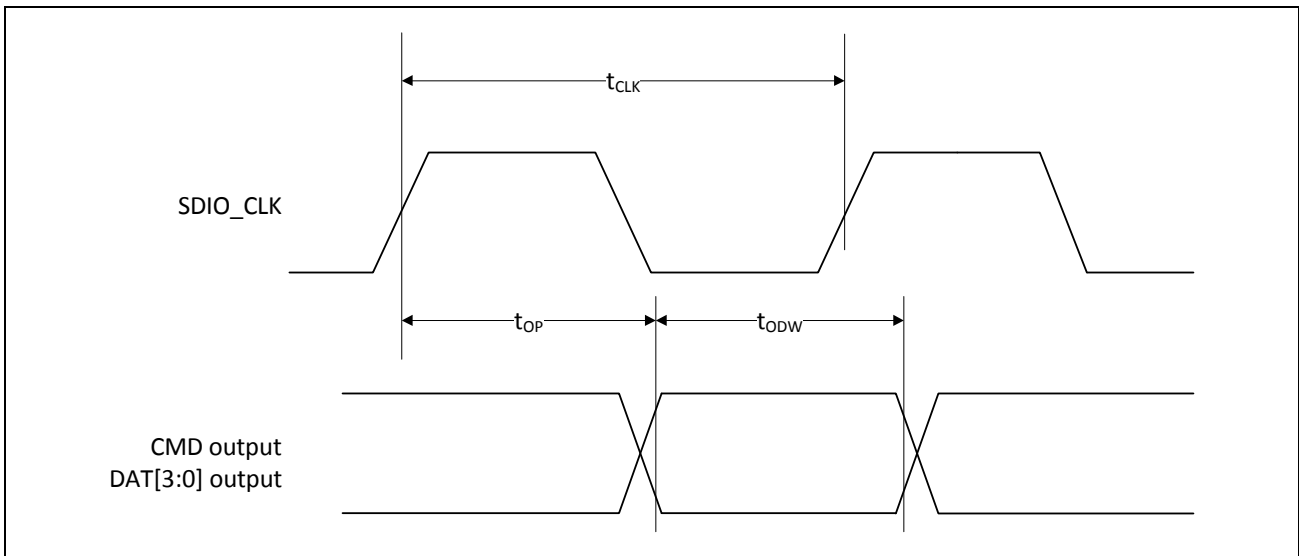 tCLK
SDIO_CLK
tOP
tODW
CMD output
DAT[3:0] output